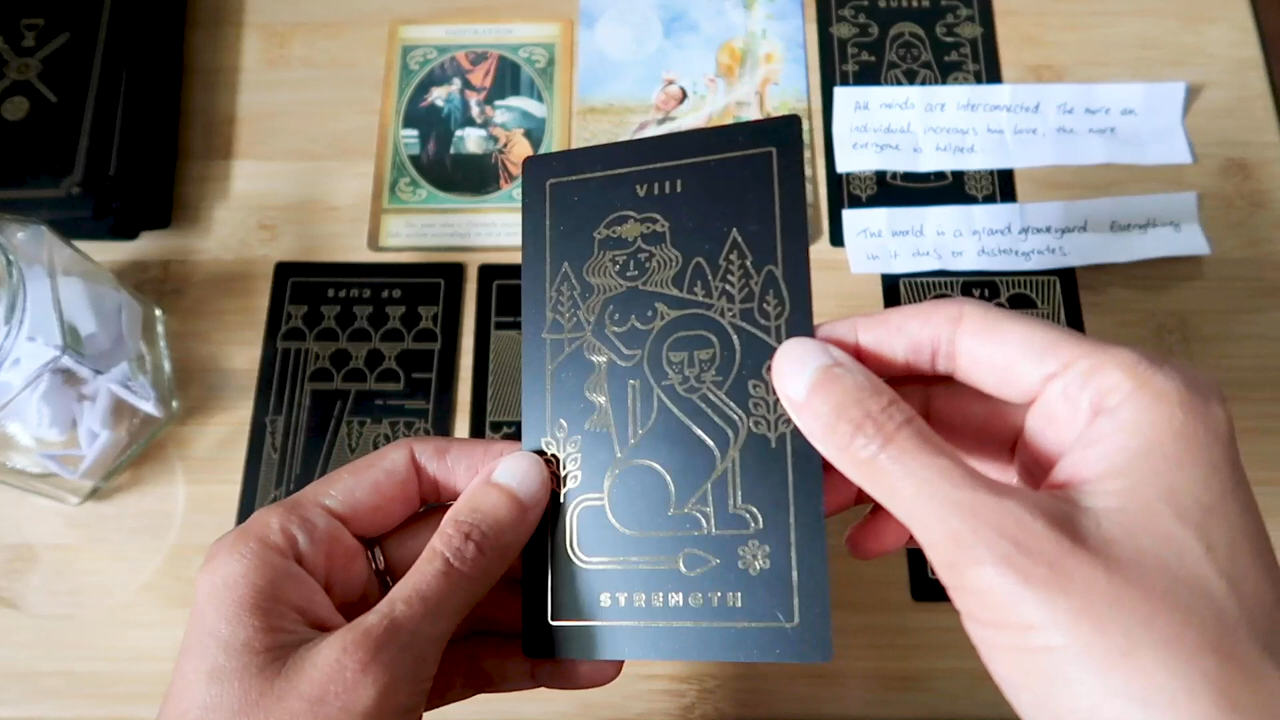 INSPIRATION
QUEEN
All minds are interconnected. The more an
individual increases his love, the more
everyone is helped.
VIII
The world is a grand graveyard. Everything
in it dies or disintegrates.
OF CUPS
VI
STRENGTH